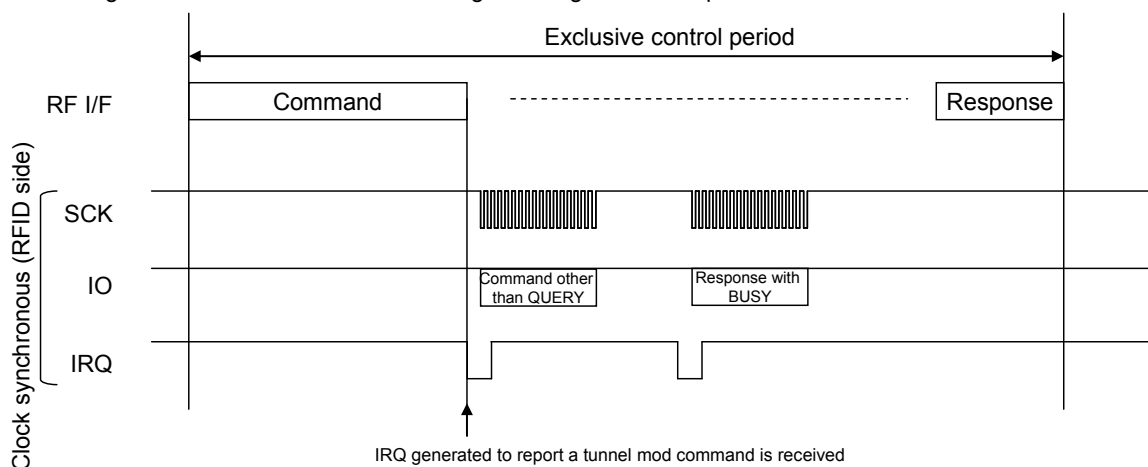 Exclusive control period
RF I/F
Command
Response
Clock synchronous (RFID side)
SCK
IO
Command other
than QUERY
Response with
BUSY
IRQ
IRQ generated to report a tunnel mod command is received